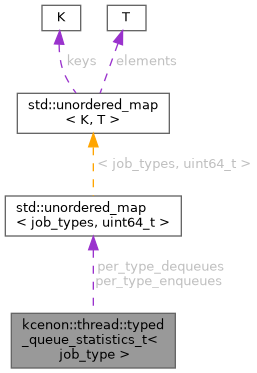 K
T
keys
elements
std::unordered_map
< K, T >
< job_types, uint64_t >
std::unordered_map
< job_types, uint64_t >
per_type_dequeues
per_type_enqueues
kcenon::thread::typed
_queue_statistics_t<
job_type >